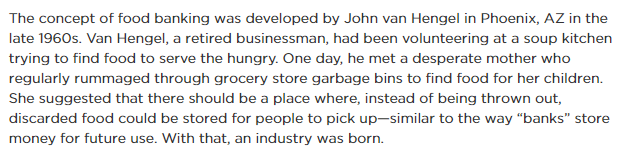 The concept of food banking was developed by John van Hengel in Phoenix, AZ in the
late 1960s. Van Hengel, a retired businessman, had been volunteering at a soup kitchen
trying to find food to serve the hungry. One day, he met a desperate mother who
regularly rummaged through grocery store garbage bins to find food for her children.
She suggested that there should be a place where, instead of being thrown out,
discarded food could be stored for people to pick up—similar to the way “banks” store
money for future use. With that, an industry was born.